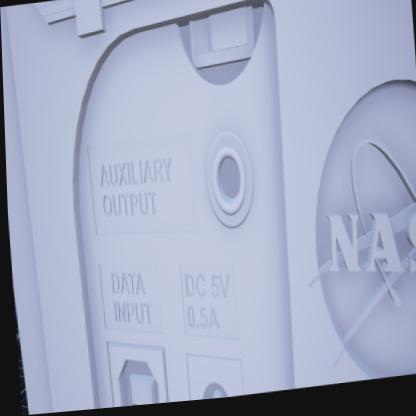 AUXILIARY
OUTPUT
DATA
INPUT
DC 5V
0.5A
NAS